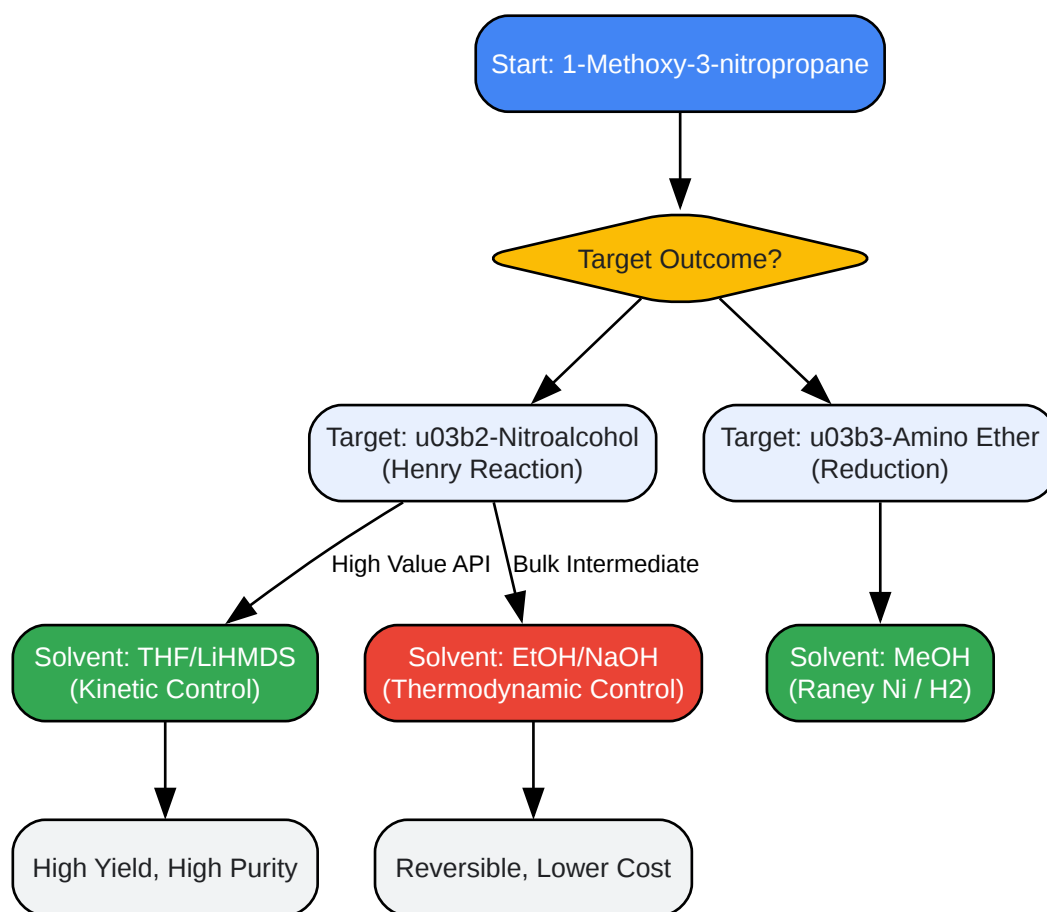 Start: 1-Methoxy-3-nitropropane
Target Outcome?
Target: u03b2-Nitroalcohol
(Henry Reaction)
Target: u03b3-Amino Ether
(Reduction)
High Value API
Bulk Intermediate
Solvent: THF/LiHMDS
(Kinetic Control)
Solvent: EtOH/NaOH
(Thermodynamic Control)
Solvent: MeOH
(Raney Ni / H2)
High Yield, High Purity
Reversible, Lower Cost